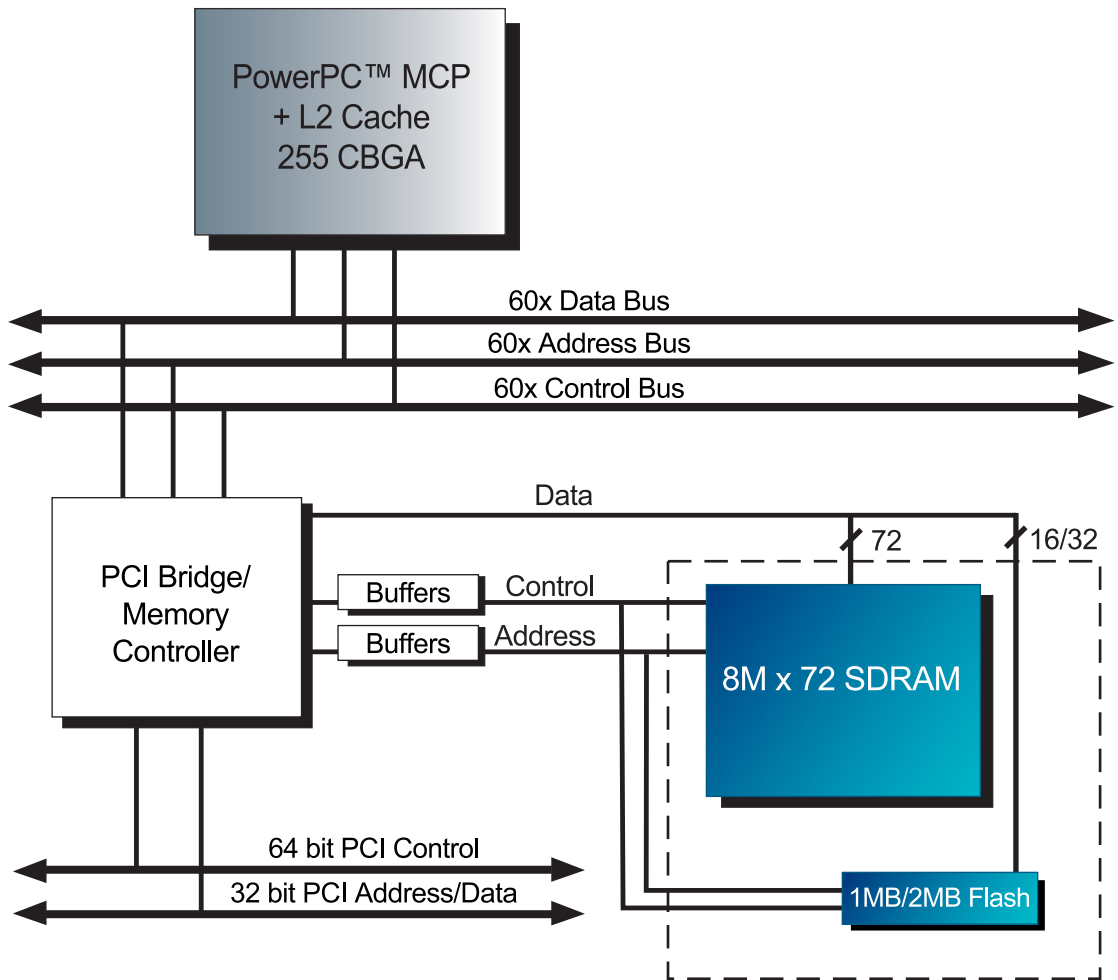 PowerPC™ MCP
+ L2 Cache
255 CBGA
60x Data Bus
60x Address Bus
60x Control Bus
Data
72
16/32
PCI Bridge/
Memory
Controller
Buffers
Control
Buffers
Address
8M x 72 SDRAM
64 bit PCI Control
32 bit PCI Address/Data
1MB/2MB Flash